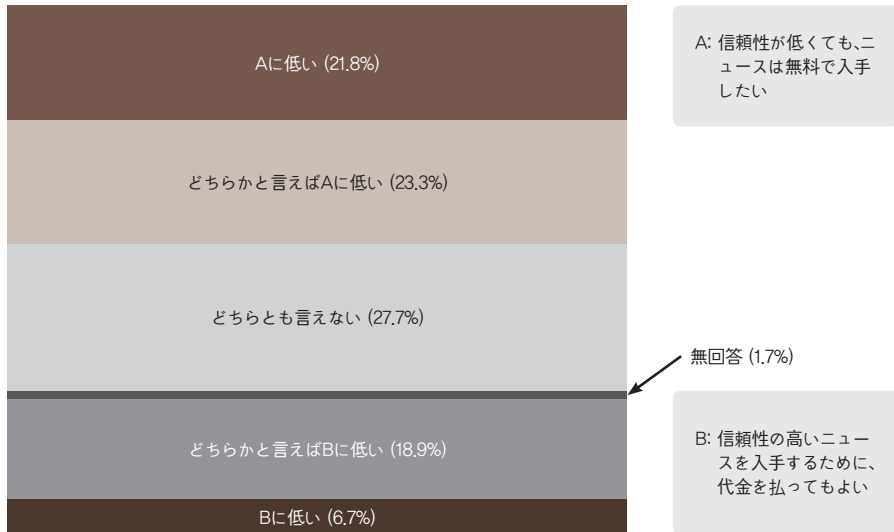 Aに低い (21.8%)
どちらかと言えばAに低い (23.3%)
どちらとも言えない (27.7%)
無回答 (1.7%)
どちらかと言えばBに低い (18.9%)
Bに低い (6.7%)
A: 信頼性が低くても、ニ
ュースは無料で入手
したい
B: 信頼性の高いニュー
スを入手するために、
代金を払ってもよい